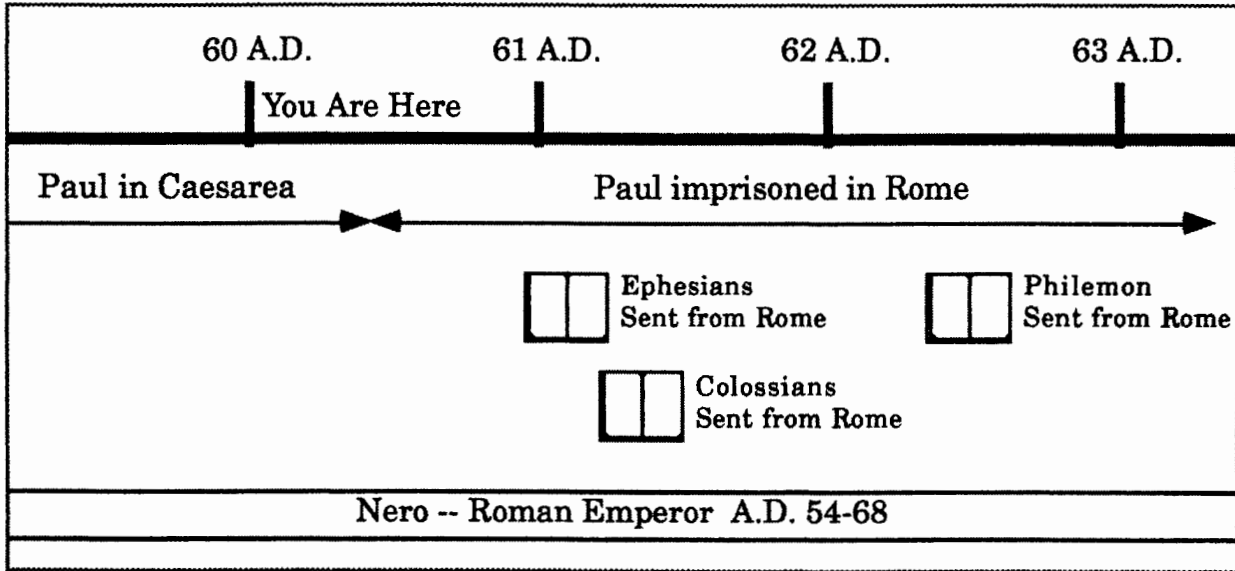 60 A.D. 61 A.D. 62 A.D. 63 A.D.
You Are Here
Paul in Caesarea Paul imprisoned in Rome
Ephesians
Sent from Rome
Philemon
Sent from Rome
Colossians
Sent from Rome
Nero -- Roman Emperor A.D. 54-68